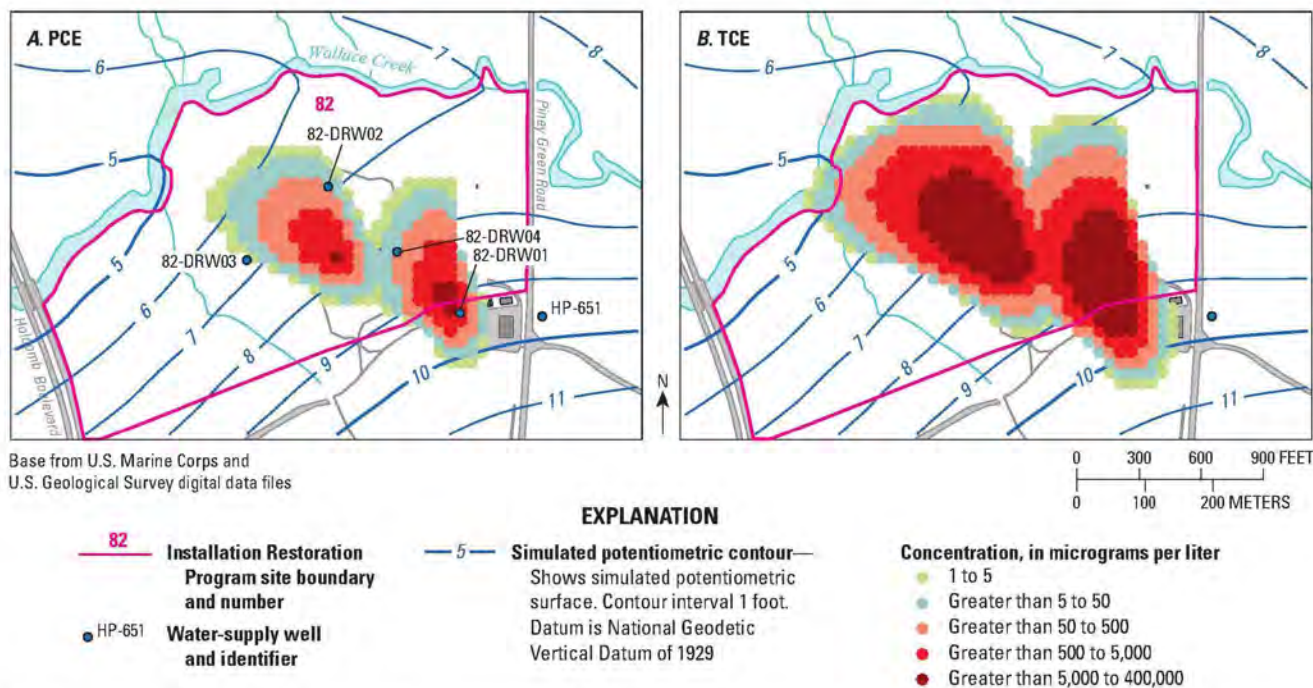 A. PCE
6
7
8
Wallace Creek
82
82-DRW02
5
Piney Green Road
82-DRW04
82-DRW01
82-DRW03
5
6
HP-651
7
8
9
10
11
Holcomb Boulevard
B. TCE
6
7
8
5
5
6
7
8
9
10
11
N
Base from U.S. Marine Corps and
U.S. Geological Survey digital data files
0 300 600 900 FEET
0 100 200 METERS
EXPLANATION
82
Installation Restoration
Program site boundary
and number
HP-651
Water-supply well
and identifier
5
Simulated potentiometric contour—
Shows simulated potentiometric
surface. Contour interval 1 foot.
Datum is National Geodetic
Vertical Datum of 1929
Concentration, in micrograms per liter
1 to 5
Greater than 5 to 50
Greater than 50 to 500
Greater than 500 to 5,000
Greater than 5,000 to 400,000